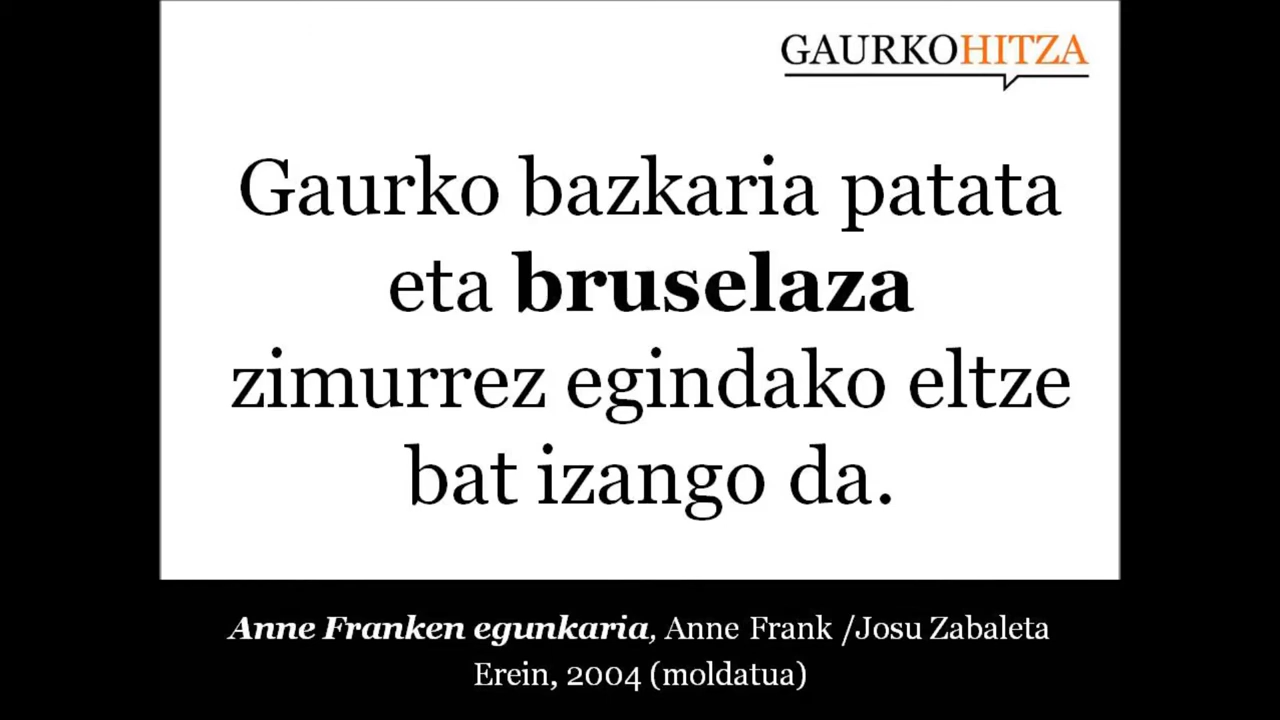 GAURKOHITZA
Gaurko bazkaria patata
eta bruselaza
zimurrez egindako eltze
bat izango da.
Anne Franken egunkaria, Anne Frank /Josu Zabaleta
Erein, 2004 (moldatua)